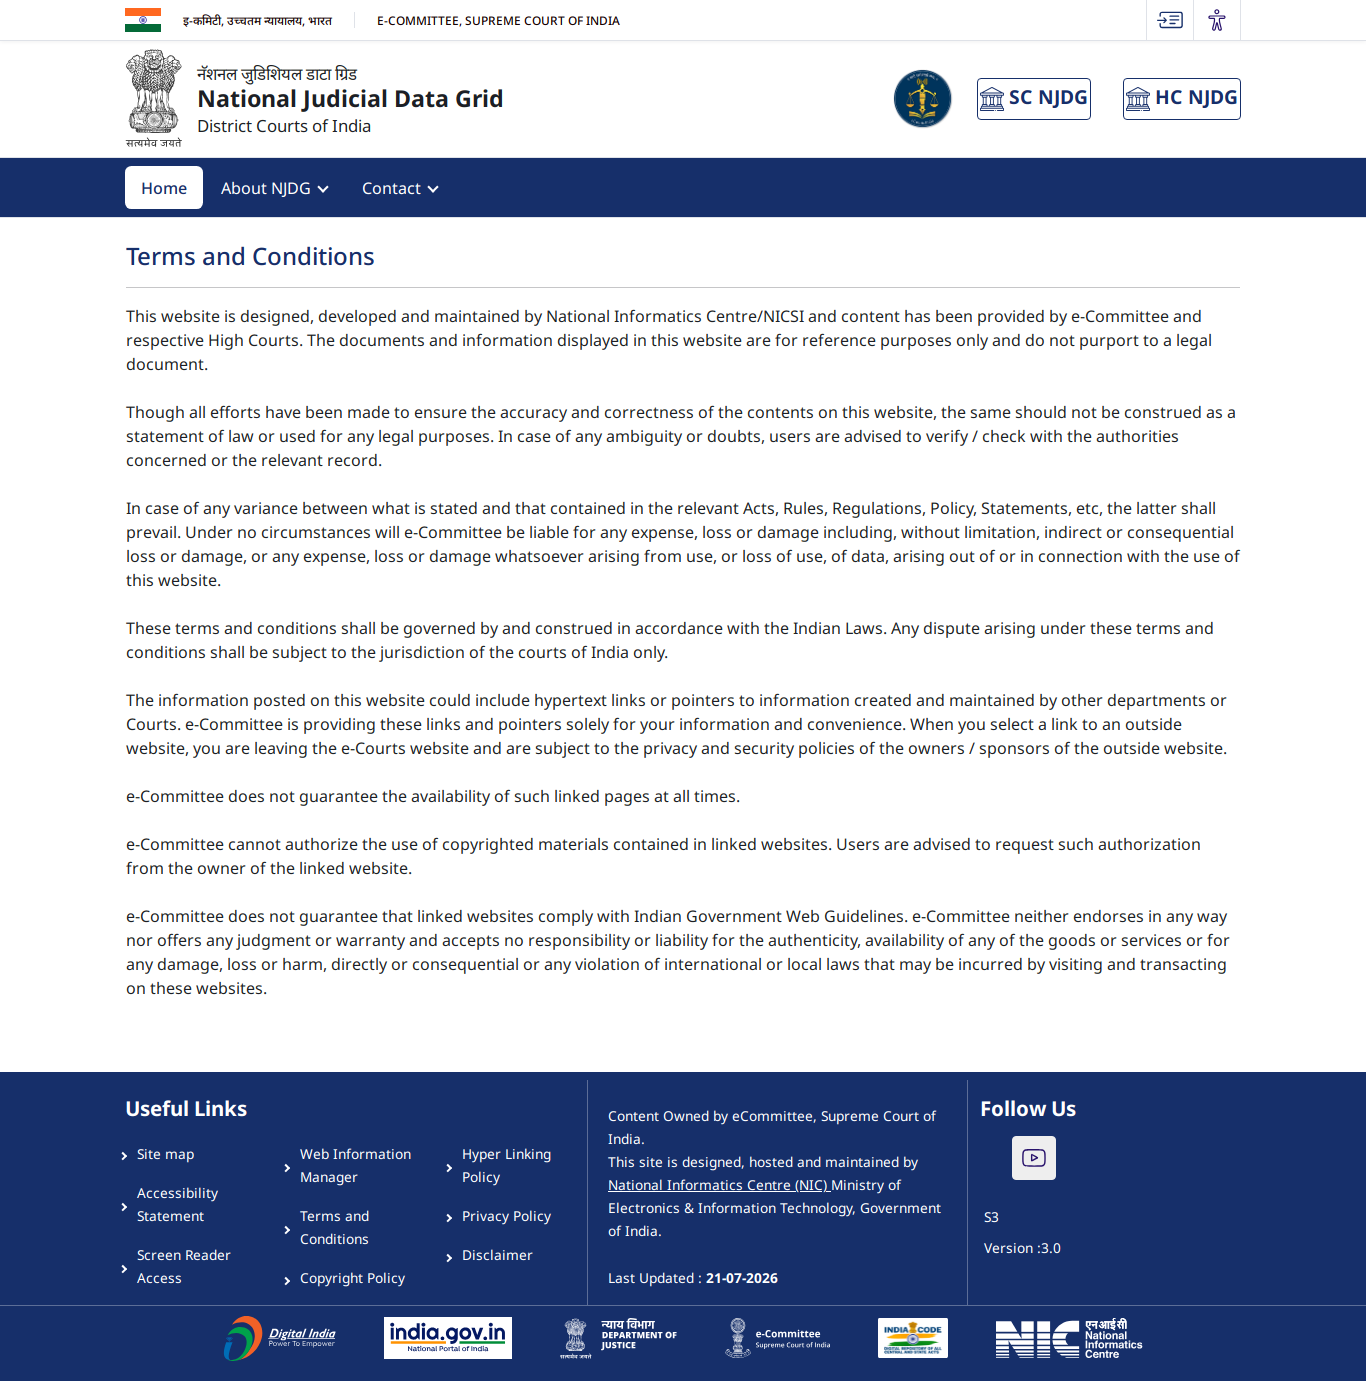 इ-कमिटी, उच्चतम न्यायालय, भारत
E-COMMITTEE, SUPREME COURT OF INDIA
सत्यमेव जयते
नॅशनल जुडिशियल डाटा ग्रिड
National Judicial Data Grid
District Courts of India
SC NJDG
HC NJDG
Home
About NJDG
Contact
Terms and Conditions
This website is designed, developed and maintained by National Informatics Centre/NICSI and content has been provided by e-Committee and
respective High Courts. The documents and information displayed in this website are for reference purposes only and do not purport to a legal
document.
Though all efforts have been made to ensure the accuracy and correctness of the contents on this website, the same should not be construed as a
statement of law or used for any legal purposes. In case of any ambiguity or doubts, users are advised to verify / check with the authorities
concerned or the relevant record.
In case of any variance between what is stated and that contained in the relevant Acts, Rules, Regulations, Policy, Statements, etc, the latter shall
prevail. Under no circumstances will e-Committee be liable for any expense, loss or damage including, without limitation, indirect or consequential
loss or damage, or any expense, loss or damage whatsoever arising from use, or loss of use, of data, arising out of or in connection with the use of
this website.
These terms and conditions shall be governed by and construed in accordance with the Indian Laws. Any dispute arising under these terms and
conditions shall be subject to the jurisdiction of the courts of India only.
The information posted on this website could include hypertext links or pointers to information created and maintained by other departments or
Courts. e-Committee is providing these links and pointers solely for your information and convenience. When you select a link to an outside
website, you are leaving the e-Courts website and are subject to the privacy and security policies of the owners / sponsors of the outside website.
e-Committee does not guarantee the availability of such linked pages at all times.
e-Committee cannot authorize the use of copyrighted materials contained in linked websites. Users are advised to request such authorization
from the owner of the linked website.
e-Committee does not guarantee that linked websites comply with Indian Government Web Guidelines. e-Committee neither endorses in any way
nor offers any judgment or warranty and accepts no responsibility or liability for the authenticity, availability of any of the goods or services or for
any damage, loss or harm, directly or consequential or any violation of international or local laws that may be incurred by visiting and transacting
on these websites.
Useful Links
Site map
Accessibility
Statement
Screen Reader
Access
Web Information
Manager
Terms and
Conditions
Copyright Policy
Hyper Linking
Policy
Privacy Policy
Disclaimer
Content Owned by eCommittee, Supreme Court of
India.
This site is designed, hosted and maintained by
National Informatics Centre (NIC) Ministry of
Electronics & Information Technology, Government
of India.
Last Updated : 21-07-2026
Follow Us
S3
Version :3.0
Digital India
Power To Empower
india.gov.in
National Portal of India
सत्यमेव जयते
न्याय विभाग
DEPARTMENT OF
JUSTICE
e-Committee
Supreme Court of India
INDIA CODE
DIGITAL REPOSITORY OF ALL
CENTRAL AND STATE ACTS
NIC
एनआईसी
National
Informatics
Centre